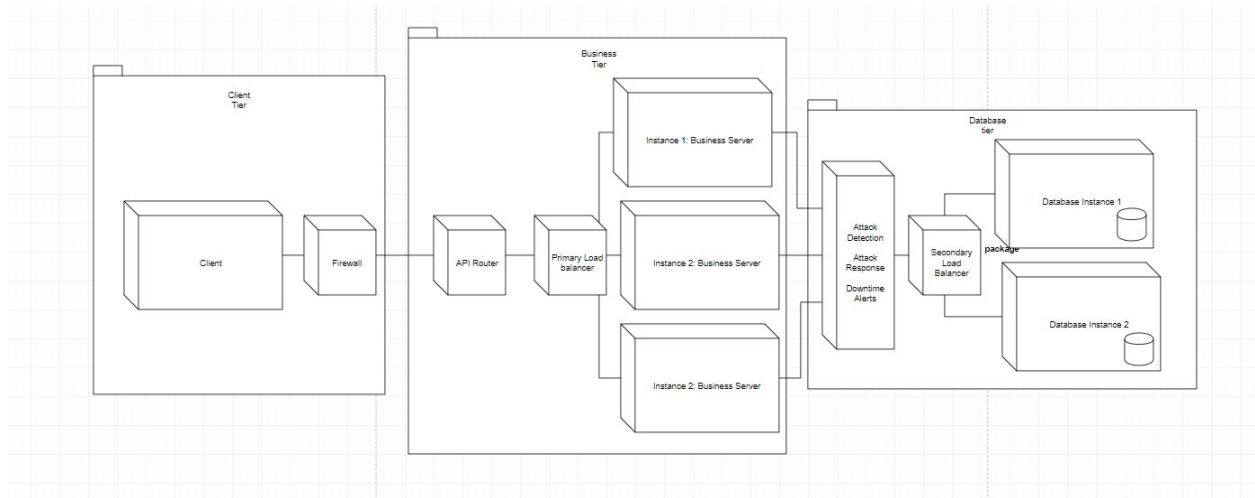 Client
Tier
Client
Firewall
Business
Tier
API Router
Primary Load
balancer
Instance 1: Business Server
Instance 2: Business Server
Instance 2: Business Server
Database
tier
Attack
Detection
Attack
Response
Downtime
Alerts
Secondary
Load
Balancer
package
Database Instance 1
Database Instance 2